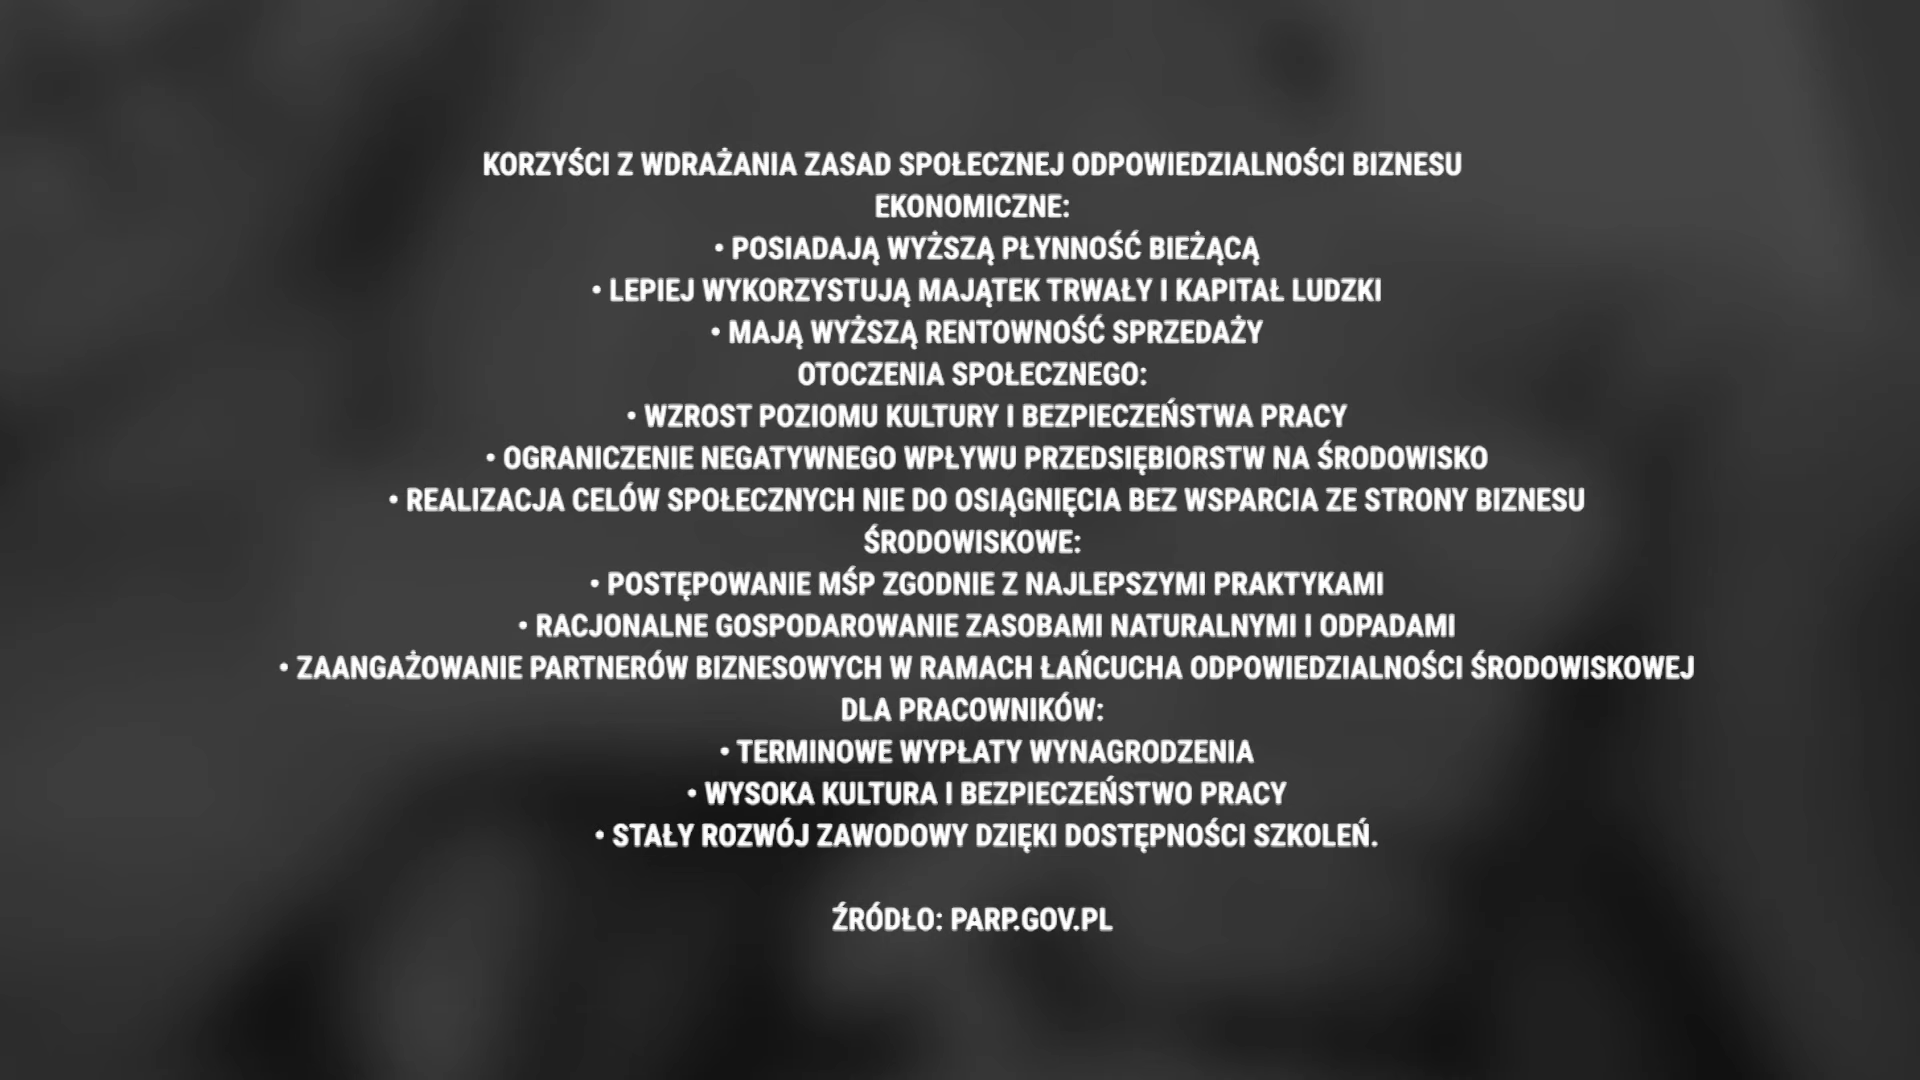 KORZYŚCI Z WDRAŻANIA ZASAD SPOŁECZNEJ ODPOWIEDZIALNOŚCI BIZNESU
EKONOMICZNE:
• POSIADAJĄ WYŻSZĄ PŁYNNOŚĆ BIEŻĄCĄ
• LEPIEJ WYKORZYSTUJĄ MAJĄTEK TRWAŁY I KAPITAŁ LUDZKI
• MAJĄ WYŻSZĄ RENTOWNOŚĆ SPRZEDAŻY
OTOCZENIA SPOŁECZNEGO:
• WZROST POZIOMU KULTURY I BEZPIECZEŃSTWA PRACY
• OGRANICZENIE NEGATYWNEGO WPŁYWU PRZEDSIĘBIORSTW NA ŚRODOWISKO
• REALIZACJA CELÓW SPOŁECZNYCH NIE DO OSIĄGNIĘCIA BEZ WSPARCIA ZE STRONY BIZNESU
ŚRODOWISKOWE:
• POSTĘPOWANIE MŚP ZGODNIE Z NAJLEPSZYMI PRAKTYKAMI
• RACJONALNE GOSPODAROWANIE ZASOBAMI NATURALNYMI I ODPADAMI
• ZAANGAŻOWANIE PARTNERÓW BIZNESOWYCH W RAMACH ŁAŃCUCHA ODPOWIEDZIALNOŚCI ŚRODOWISKOWEJ
DLA PRACOWNIKÓW:
• TERMINOWE WYPŁATY WYNAGRODZENIA
• WYSOKA KULTURA I BEZPIECZEŃSTWO PRACY
• STAŁY ROZWÓJ ZAWODOWY DZIĘKI DOSTĘPNOŚCI SZKOLEŃ.
ŹRÓDŁO: PARP.GOV.PL